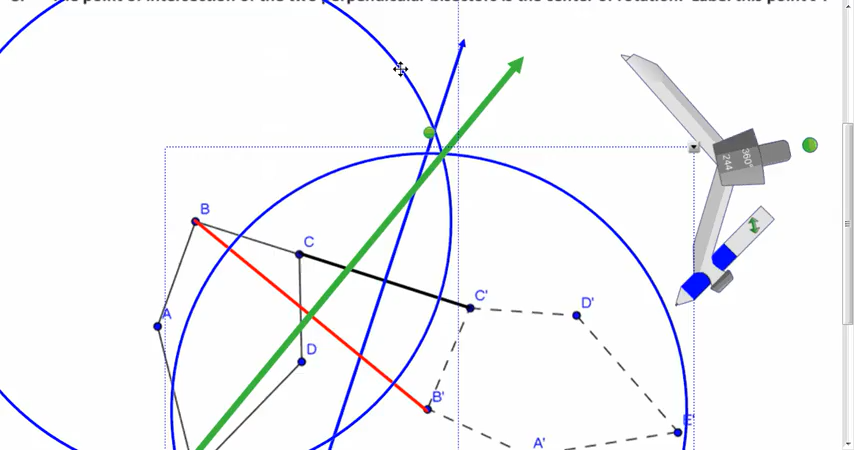 The point of intersection of the two perpendicular bisectors is the center of rotation. Label this point P.
360°
244
B
C
C'
D'
A
D
B'
E'
A'